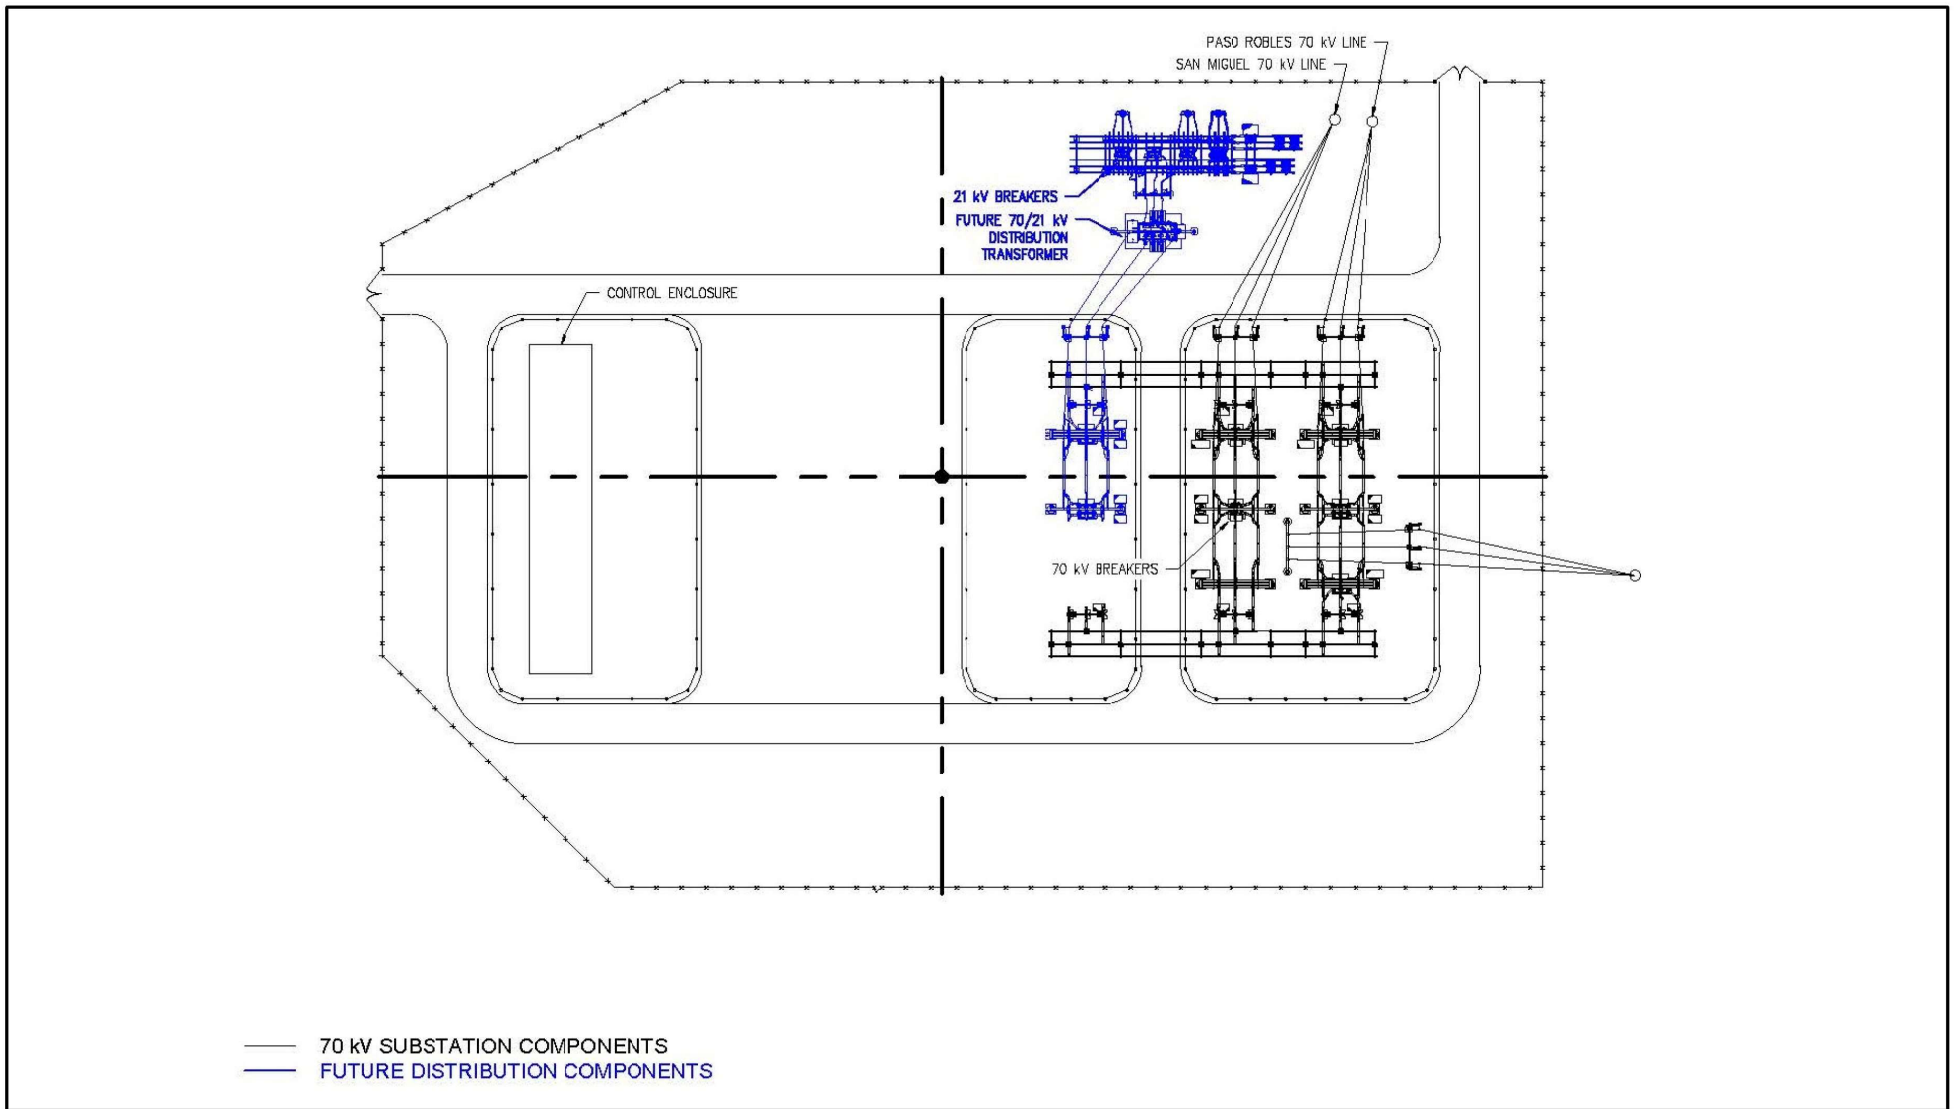 PASO ROBLES 70 kV LINE
SAN MIGUEL 70 kV LINE
21 kV BREAKERS
FUTURE 70/21 kV
DISTRIBUTION
TRANSFORMER
CONTROL ENCLOSURE
70 kV BREAKERS
70 kV SUBSTATION COMPONENTS
FUTURE DISTRIBUTION COMPONENTS